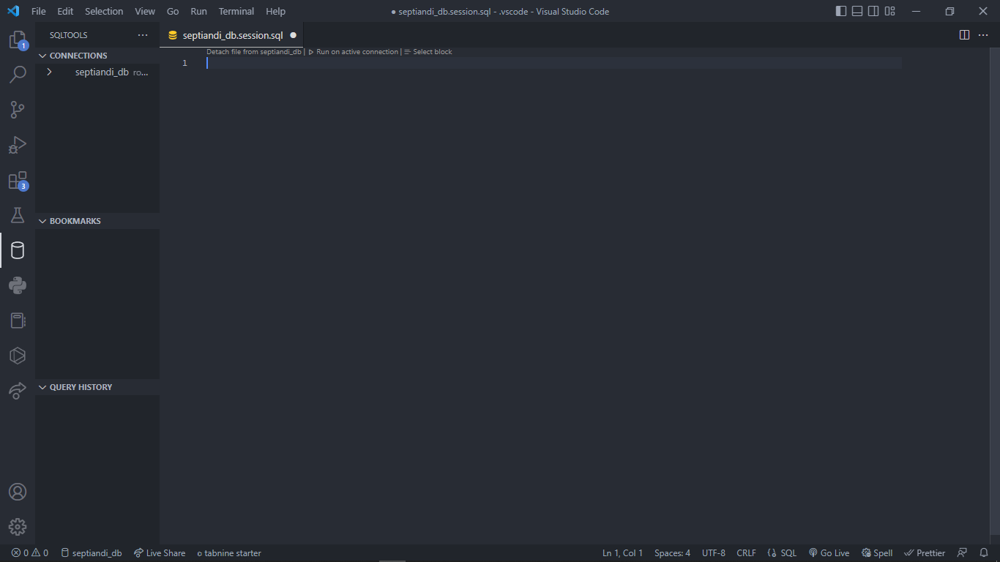 File Edit Selection View Go Run Terminal Help ● septiandi_db.session.sql - .vscode - Visual Studio Code
SQLTOOLS ··· septiandi_db.session.sql ● ···
Detach file from septiandi_db | ▷ Run on active connection | Select block
1
CONNECTIONS
septiandi_db ro...
1
3
BOOKMARKS
QUERY HISTORY
0 0 septiandi_db Live Share tabnine starter Ln 1, Col 1 Spaces: 4 UTF-8 CRLF SQL Go Live Spell Prettier